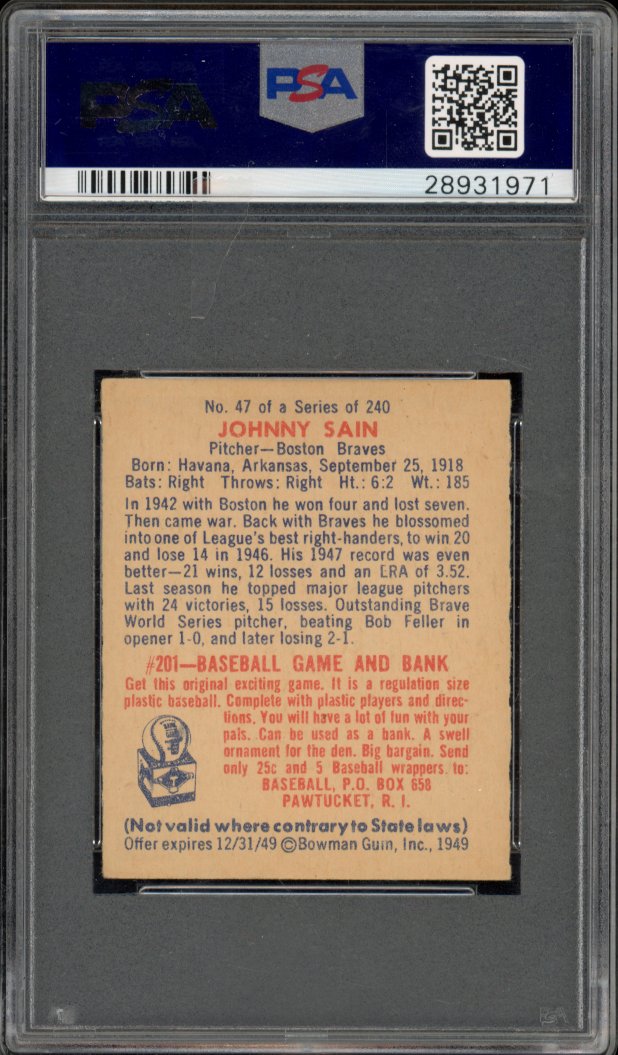 PSA
PSA
28931971
No. 47 of a Series of 240
JOHNNY SAIN
Pitcher—Boston Braves
Born: Havana, Arkansas, September 25, 1918
Bats: Right Throws: Right Ht.: 6:2 Wt.: 185
In 1942 with Boston he won four and lost seven.
Then came war. Back with Braves he blossomed
into one of League's best right-handers, to win 20
and lose 14 in 1946. His 1947 record was even
better—21 wins, 12 losses and an ERA of 3.52.
Last season he topped major league pitchers
with 24 victories, 15 losses. Outstanding Brave
World Series pitcher, beating Bob Feller in
opener 1-0, and later losing 2-1.
#201—BASEBALL GAME AND BANK
Get this original exciting game. It is a regulation size
plastic baseball. Complete with plastic players and direc-
tions. You will have a lot of fun with your
pals. Can be used as a bank. A swell
ornament for the den. Big bargain. Send
only 25c and 5 Baseball wrappers to:
BASEBALL, P.O. BOX 658
PAWTUCKET, R. I.
(Not valid where contrary to State laws)
Offer expires 12/31/49 ©Bowman Gum, Inc., 1949
PSA